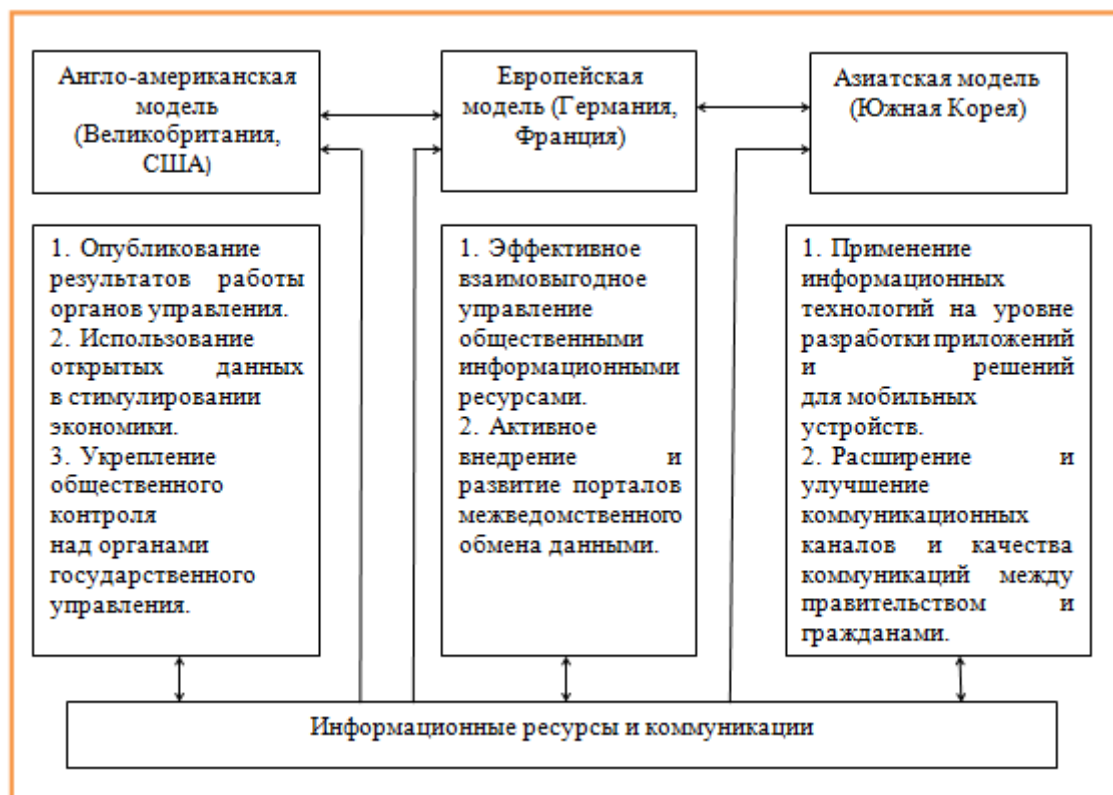 Англо-американская
модель
(Великобритания,
США)
Европейская
модель (Германия,
Франция)
Азиатская модель
(Южная Корея)
1. Опубликование
результатов работы
органов управления.
2. Использование
открытых данных
в стимулировании
экономики.
3. Укрепление
общественного
контроля
над органами
государственного
управления.
1. Эффективное
взаимовыгодное
управление
общественными
информационными
ресурсами.
2. Активное
внедрение и
развитие порталов
межведомственного
обмена данными.
1. Применение
информационных
технологий на уровне
разработки приложений
и решений
для мобильных
устройств.
2. Расширение и
улучшение
коммуникационных
каналов и качества
коммуникаций между
правительством и
гражданами.
Информационные ресурсы и коммуникации